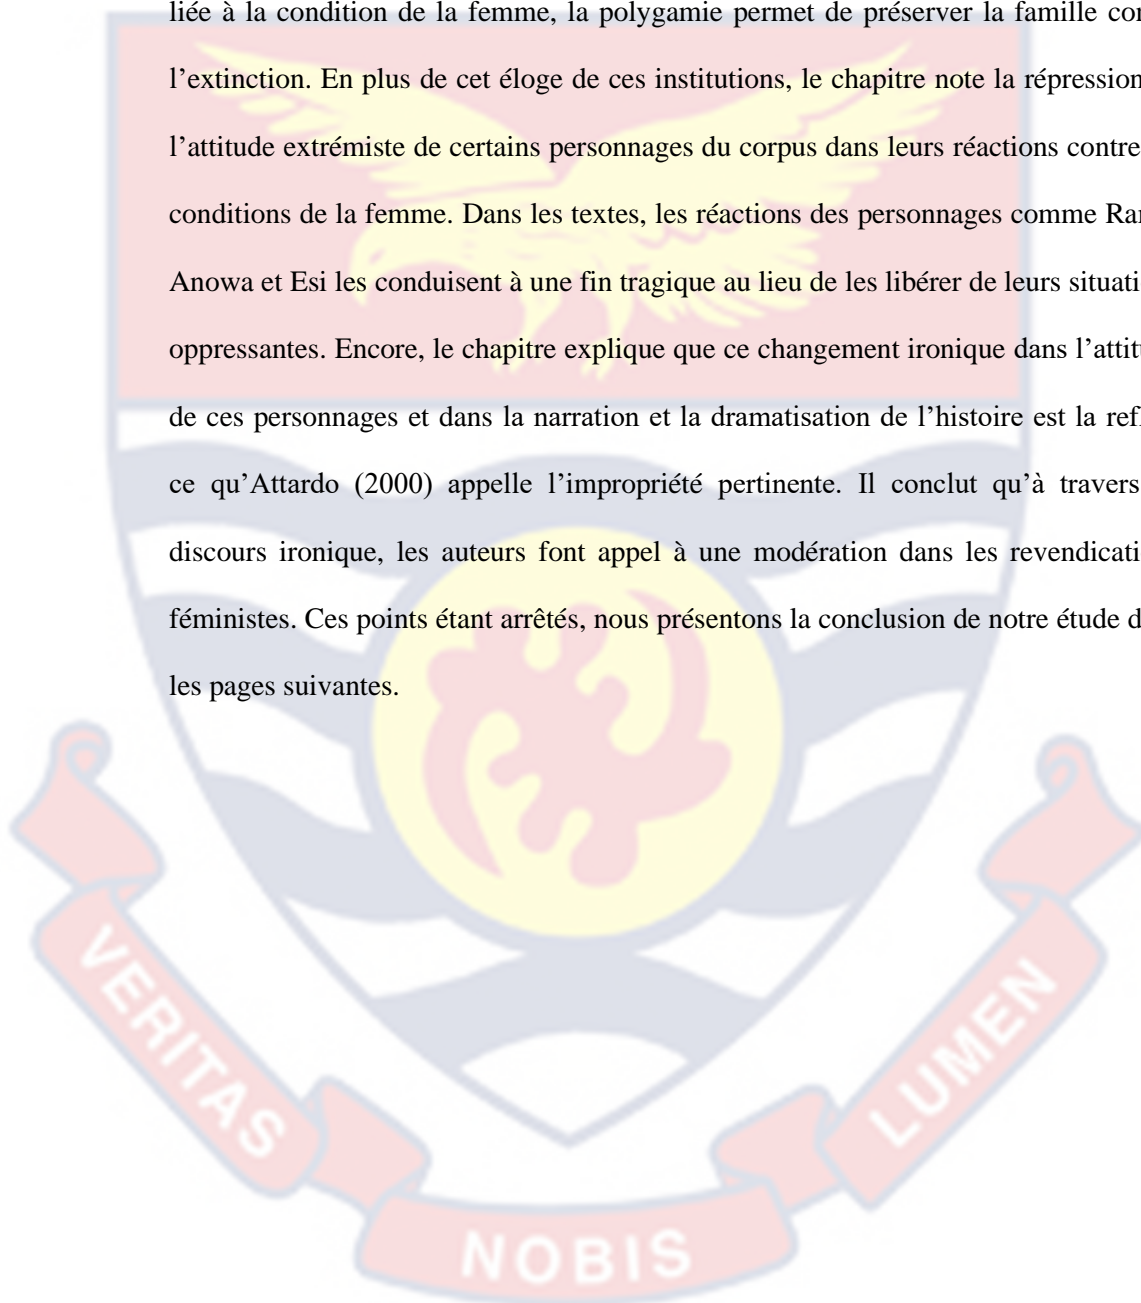 liée à la condition de la femme, la polygamie permet de préserver la famille
l’extinction. En plus de cet éloge de ces institutions, le chapitre note la répression
l’attitude extrémiste de certains personnages du corpus dans leurs réactions contre
conditions de la femme. Dans les textes, les réactions des personnages comme
Anowa et Esi les conduisent à une fin tragique au lieu de les libérer de leurs
oppressantes. Encore, le chapitre explique que ce changement ironique dans
de ces personnages et dans la narration et la dramatisation de l’histoire est la
ce qu’Attardo (2000) appelle l’impropriété pertinente. Il conclut qu’à travers
discours ironique, les auteurs font appel à une modération dans les
féministes. Ces points étant arrêtés, nous présentons la conclusion de notre étude
les pages suivantes.
VERITAS
NOBIS
LUMEN